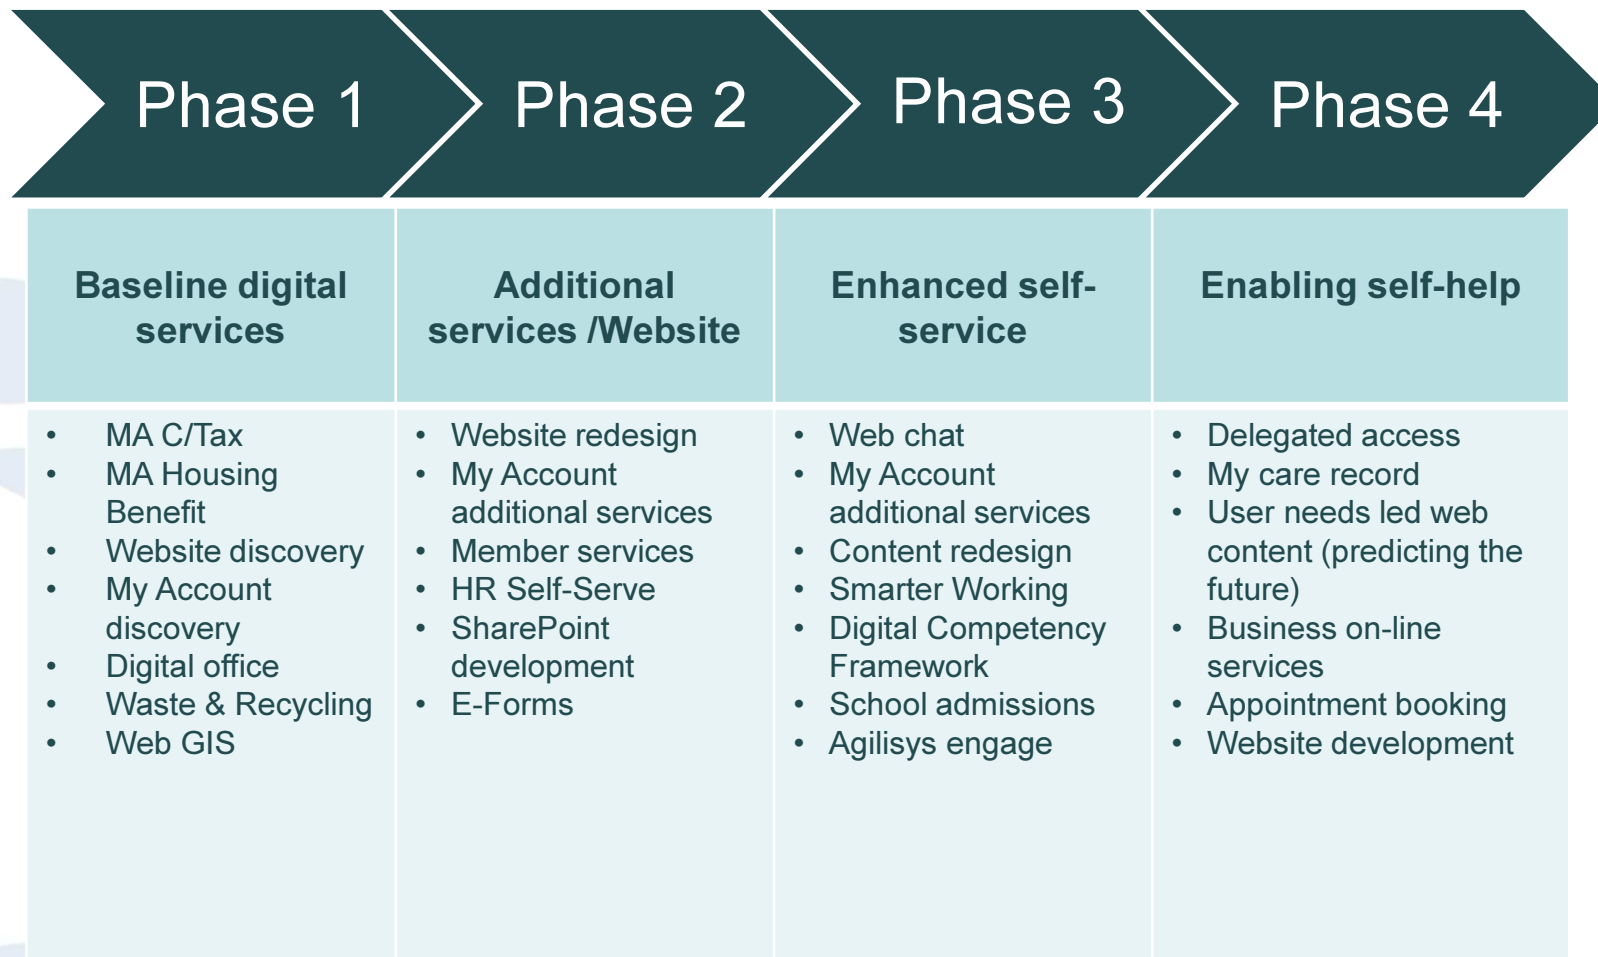 Phase 1
Phase 2
Phase 3
Phase 4
Baseline digital
services
Additional
services /Website
Enhanced self-
service
Enabling self-help
• MA C/Tax
• MA Housing
Benefit
• Website discovery
• My Account
discovery
• Digital office
• Waste & Recycling
• Web GIS
• Website redesign
• My Account
additional services
• Member services
• HR Self-Serve
• SharePoint
development
• E-Forms
• Web chat
• My Account
additional services
• Content redesign
• Smarter Working
• Digital Competency
Framework
• School admissions
• Agilisys engage
• Delegated access
• My care record
• User needs led web
content (predicting the
future)
• Business on-line
services
• Appointment booking
• Website development